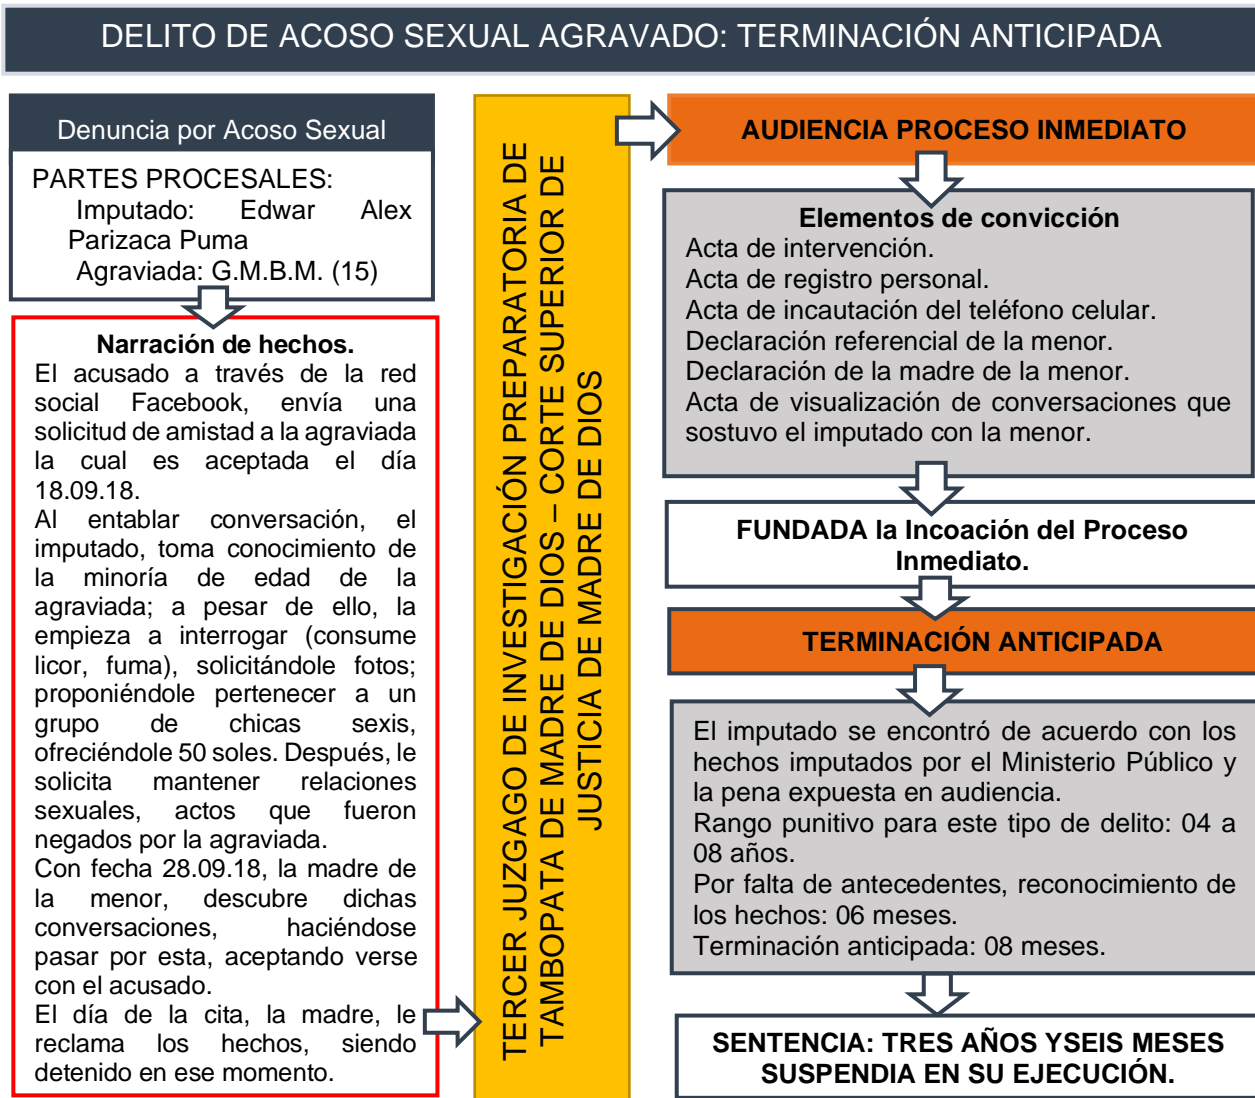 DELITO DE ACOSO SEXUAL AGRAVADO: TERMINACIÓN ANTICIPADA
Denuncia por Acoso Sexual
PARTES PROCESALES:
Imputado: Edwar Alex
Parizaca Puma
Agraviada: G.M.B.M. (15)
Narración de hechos.
El acusado a través de la red
social Facebook, envía una
solicitud de amistad a la agraviada
la cual es aceptada el día
18.09.18.
Al entablar conversación, el
imputado, toma conocimiento de
la minoría de edad de la
agraviada; a pesar de ello, la
empieza a interrogar (consume
licor, fuma), solicitándole fotos;
proponiéndole pertenecer a un
grupo de chicas sexis,
ofreciéndole 50 soles. Después, le
solicita mantener relaciones
sexuales, actos que fueron
negados por la agraviada.
Con fecha 28.09.18, la madre de
la menor, descubre dichas
conversaciones, haciéndose
pasar por esta, aceptando verse
con el acusado.
El día de la cita, la madre, le
reclama los hechos, siendo
detenido en ese momento.
TERCER JUZGAGO DE INVESTIGACIÓN PREPARATORIA DE
TAMBOPATA DE MADRE DE DIOS – CORTE SUPERIOR DE
JUSTICIA DE MADRE DE DIOS
AUDIENCIA PROCESO INMEDIATO
Elementos de convicción
Acta de intervención.
Acta de registro personal.
Acta de incautación del teléfono celular.
Declaración referencial de la menor.
Declaración de la madre de la menor.
Acta de visualización de conversaciones que
sostuvo el imputado con la menor.
FUNDADA la Incoación del Proceso
Inmediato.
TERMINACIÓN ANTICIPADA
El imputado se encontró de acuerdo con los
hechos imputados por el Ministerio Público y
la pena expuesta en audiencia.
Rango punitivo para este tipo de delito: 04 a
08 años.
Por falta de antecedentes, reconocimiento de
los hechos: 06 meses.
Terminación anticipada: 08 meses.
SENTENCIA: TRES AÑOS YSEIS MESES
SUSPENDIA EN SU EJECUCIÓN.